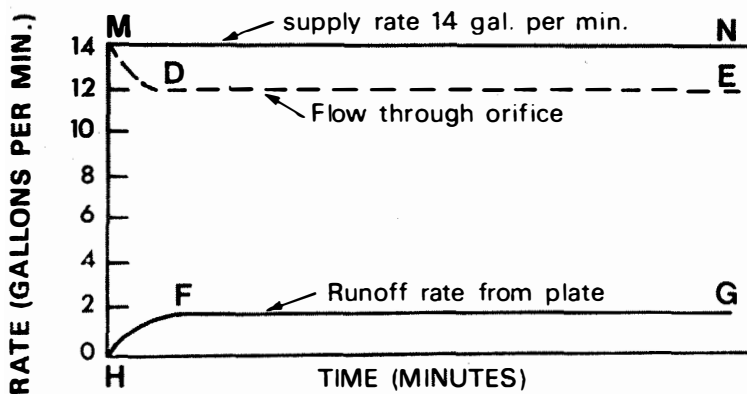 RATE (GALLONS PER MIN.)
M
supply rate 14 gal. per min.
N
14
D
E
12
Flow through orifice
10
8
6
4
F
Runoff rate from plate
G
2
0
H
TIME (MINUTES)